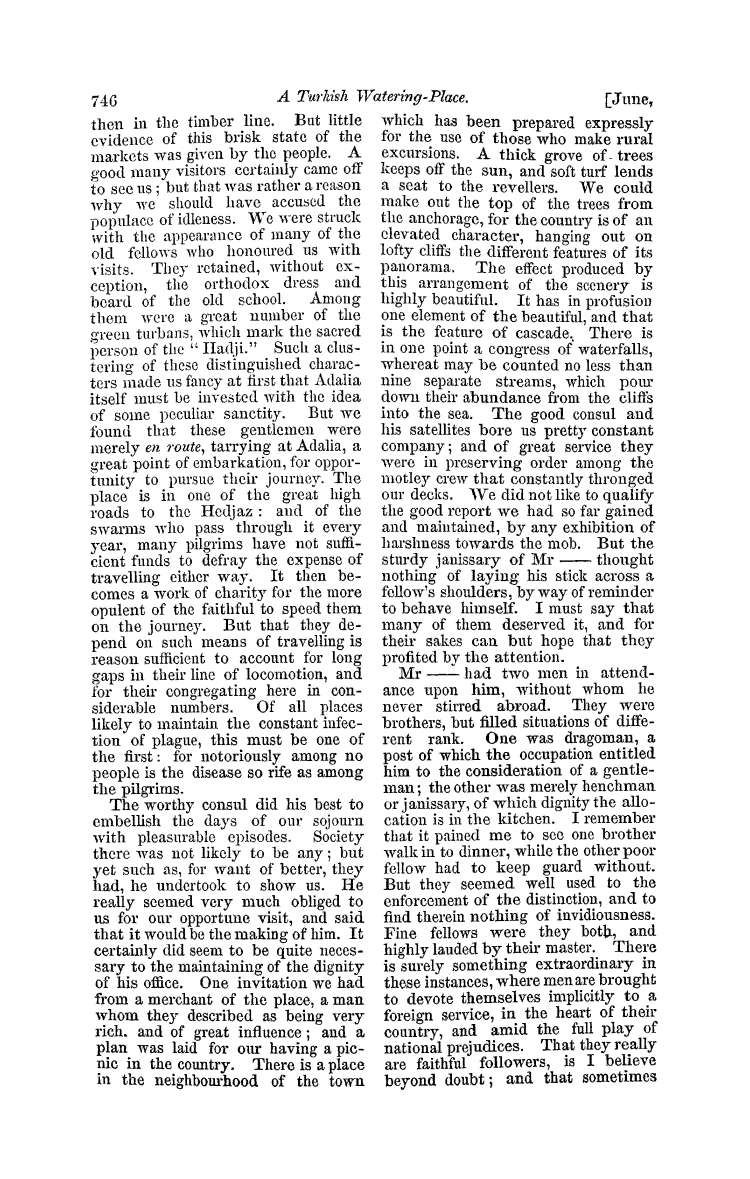 746
A Turkish Watering-Place.
[June,
then in the timber line. But little
evidence of this brisk state of the
markets was given by the people. A
good many visitors certainly came off
to see us ; but that was rather a reason
why we should have accused the
populace of idleness. We were struck
with the appearance of many of the
old fellows who honoured us with
visits. They retained, without ex-
ception, the orthodox dress and
beard of the old school. Among
them were a great number of the
green turbans, which mark the sacred
person of the “ Hadji.” Such a clus-
tering of these distinguished charac-
ters made us fancy at first that Adalia
itself must be invested with the idea
of some peculiar sanctity. But we
found that these gentlemen were
merely en route, tarrying at Adalia, a
great point of embarkation, for oppor-
tunity to pursue their journey. The
place is in one of the great high
roads to the Hedjaz : and of the
swarms who pass through it every
year, many pilgrims have not suffi-
cient funds to defray the expense of
travelling either way. It then be-
comes a work of charity for the more
opulent of the faithful to speed them
on the journey. But that they de-
pend on such means of travelling is
reason sufficient to account for long
gaps in their line of locomotion, and
for their congregating here in con-
siderable numbers. Of all places
likely to maintain the constant infec-
tion of plague, this must be one of
the first : for notoriously among no
people is the disease so rife as among
the pilgrims.
The worthy consul did his best to
embellish the days of our sojourn
with pleasurable episodes. Society
there was not likely to be any ; but
yet such as, for want of better, they
had, he undertook to show us. He
really seemed very much obliged to
us for our opportune visit, and said
that it would be the making of him. It
certainly did seem to be quite neces-
sary to the maintaining of the dignity
of his office. One invitation we had
from a merchant of the place, a man
whom they described as being very
rich. and of great influence ; and a
plan was laid for our having a pic-
nic in the country. There is a place
in the neighbourhood of the town
which has been prepared expressly
for the use of those who make rural
excursions. A thick grove of trees
keeps off the sun, and soft turf lends
a seat to the revellers. We could
make out the top of the trees from
the anchorage, for the country is of an
elevated character, hanging out on
lofty cliffs the different features of its
panorama. The effect produced by
this arrangement of the scenery is
highly beautiful. It has in profusion
one element of the beautiful, and that
is the feature of cascade. There is
in one point a congress of waterfalls,
whereat may be counted no less than
nine separate streams, which pour
down their abundance from the cliffs
into the sea. The good consul and
his satellites bore us pretty constant
company ; and of great service they
were in preserving order among the
motley crew that constantly thronged
our decks. We did not like to qualify
the good report we had so far gained
and maintained, by any exhibition of
harshness towards the mob. But the
sturdy janissary of Mr —— thought
nothing of laying his stick across a
fellow's shoulders, by way of reminder
to behave himself. I must say that
many of them deserved it, and for
their sakes can but hope that they
profited by the attention.
Mr —— had two men in attend-
ance upon him, without whom he
never stirred abroad. They were
brothers, but filled situations of diffe-
rent rank. One was dragoman, a
post of which the occupation entitled
him to the consideration of a gentle-
man ; the other was merely henchman
or janissary, of which dignity the allo-
cation is in the kitchen. I remember
that it pained me to see one brother
walk in to dinner, while the other poor
fellow had to keep guard without.
But they seemed well used to the
enforcement of the distinction, and to
find therein nothing of invidiousness.
Fine fellows were they both, and
highly lauded by their master. There
is surely something extraordinary in
these instances, where men are brought
to devote themselves implicitly to a
foreign service, in the heart of their
country, and amid the full play of
national prejudices. That they really
are faithful followers, is I believe
beyond doubt ; and that sometimes